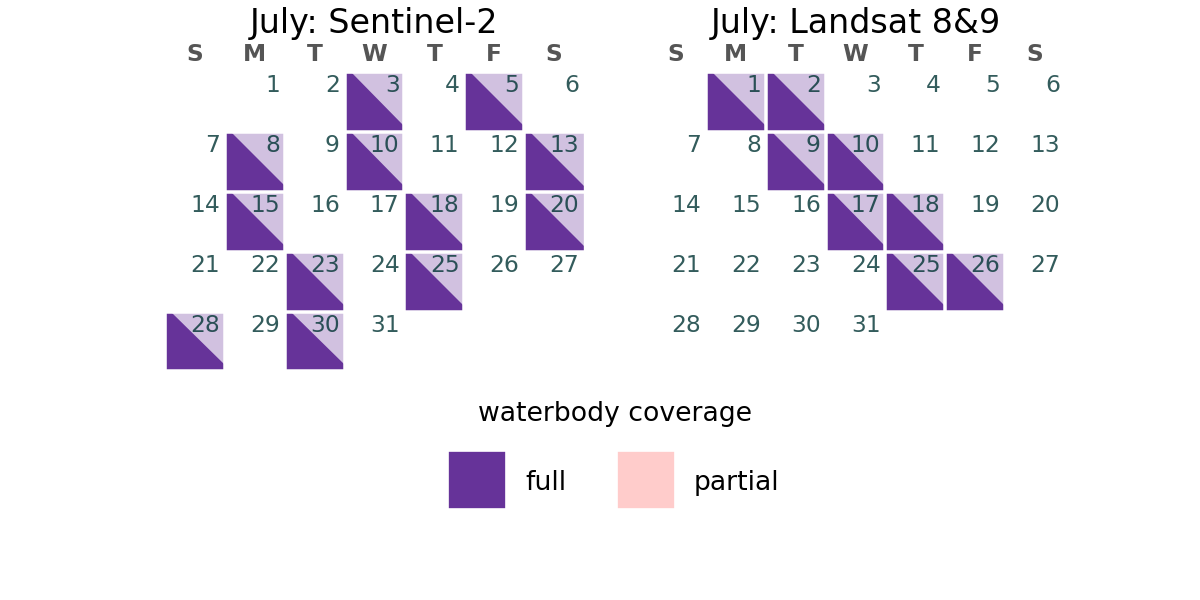 July: Sentinel-2
S M T W T F S
1 2 3 4 5 6
7 8 9 10 11 12 13
14 15 16 17 18 19 20
21 22 23 24 25 26 27
28 29 30 31
July: Landsat 8&9
S M T W T F S
1 2 3 4 5 6
7 8 9 10 11 12 13
14 15 16 17 18 19 20
21 22 23 24 25 26 27
28 29 30 31
waterbody coverage
full partial